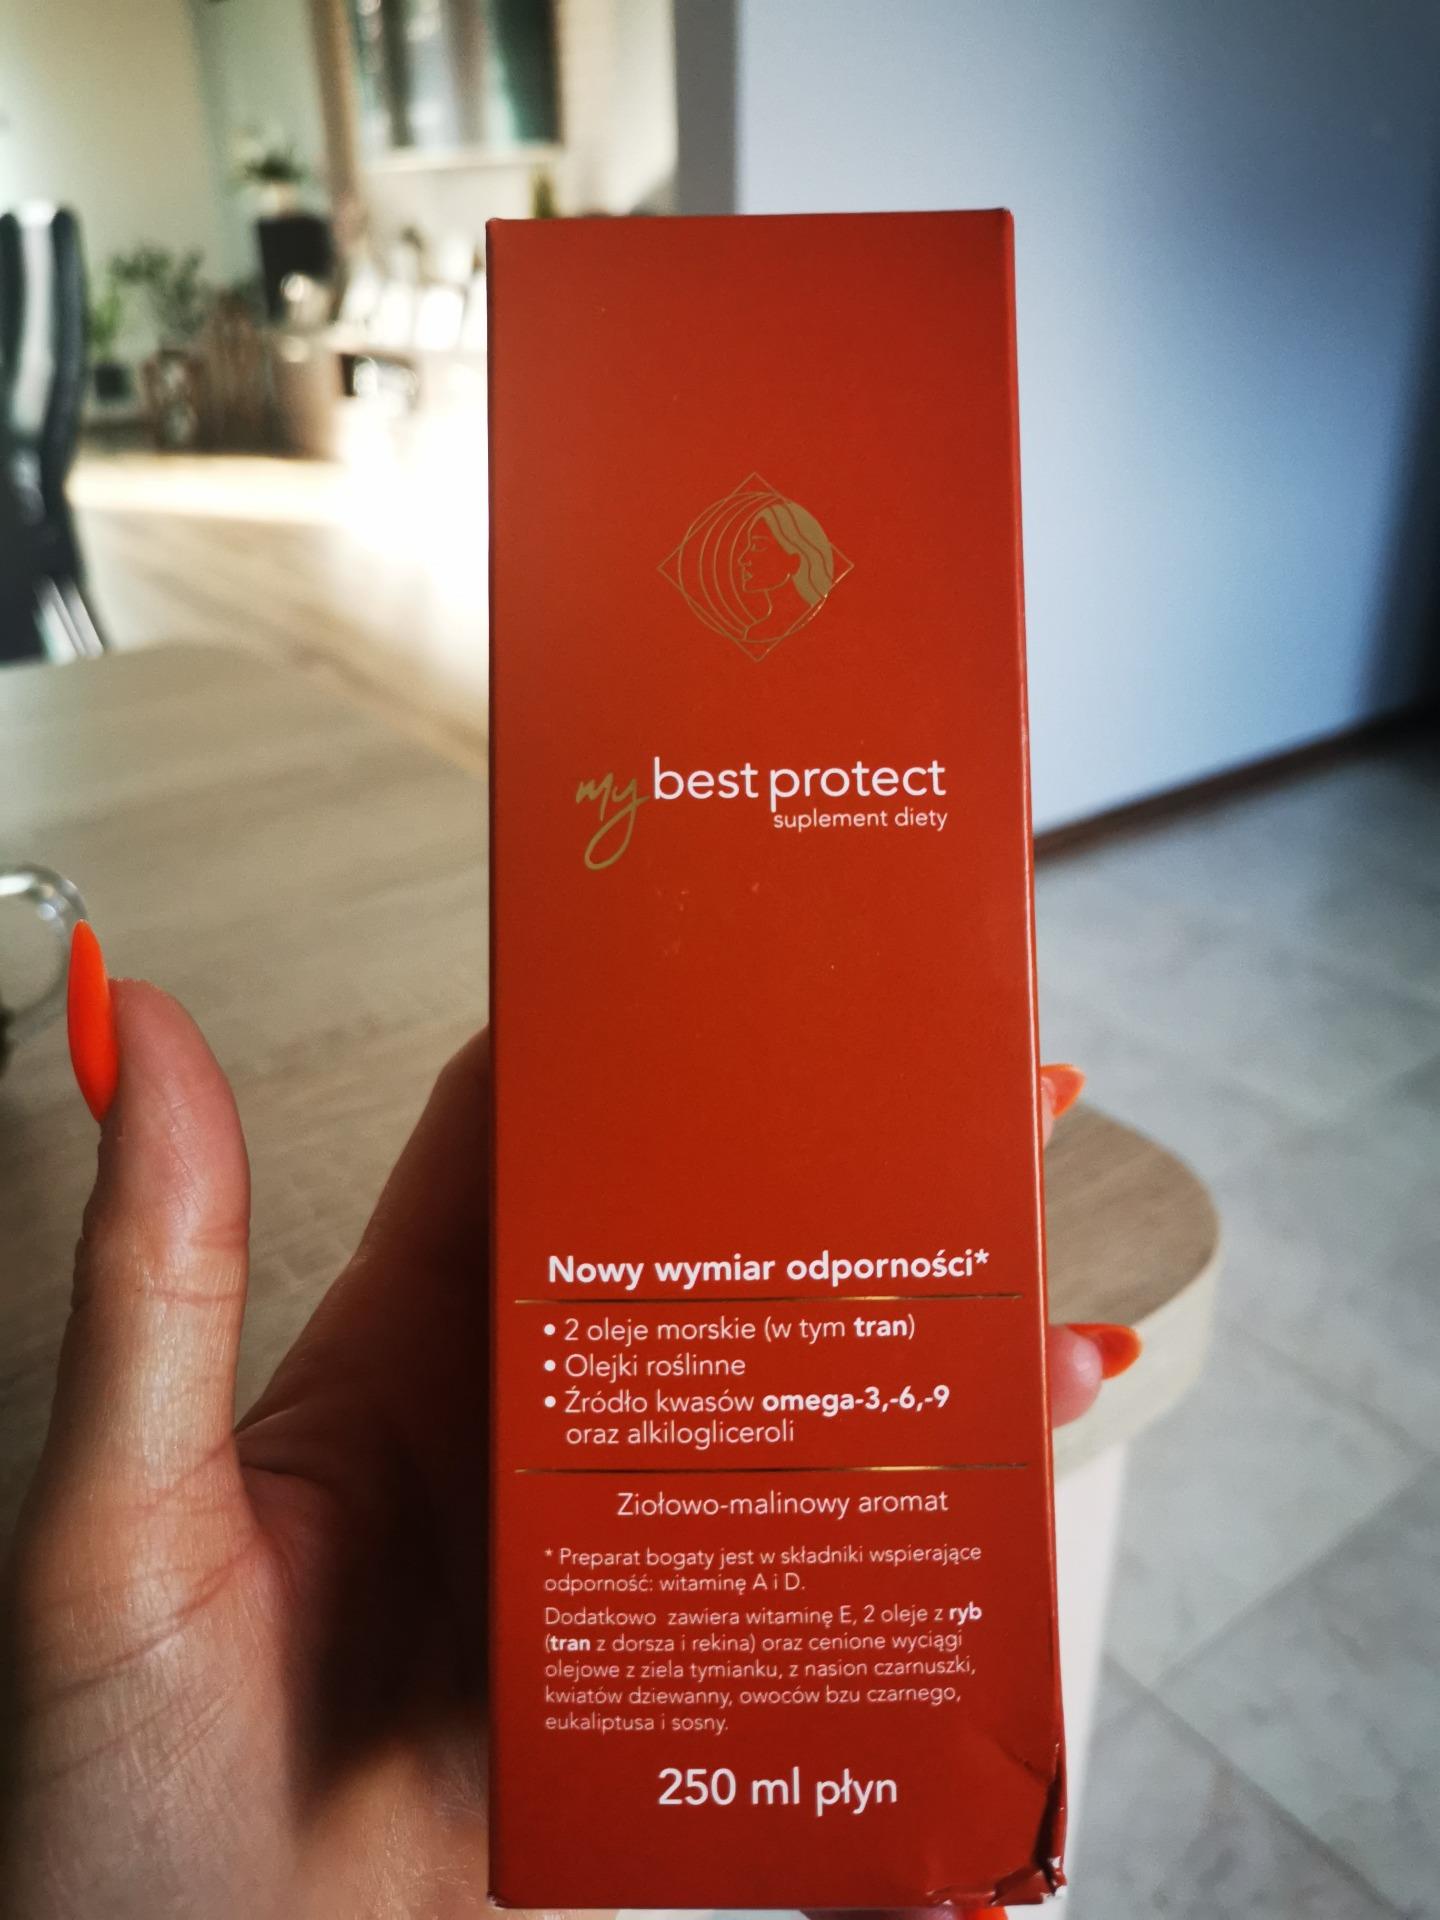 my best protect
suplement diety
Nowy wymiar odporności*
• 2 oleje morskie (w tym tran)
• Olejki roślinne
• Źródło kwasów omega-3,-6,-9
oraz alkilogliceroli
Ziołowo-malinowy aromat
* Preparat bogaty jest w składniki wspierające
odporność: witaminę A i D.
Dodatkowo zawiera witaminę E, 2 oleje z ryb
(tran z dorsza i rekina) oraz cenione wyciągi
olejowe z ziela tymianku, z nasion czarnuszki,
kwiatów dziewanny, owoców bzu czarnego,
eukaliptusa i sosny.
250 ml płyn